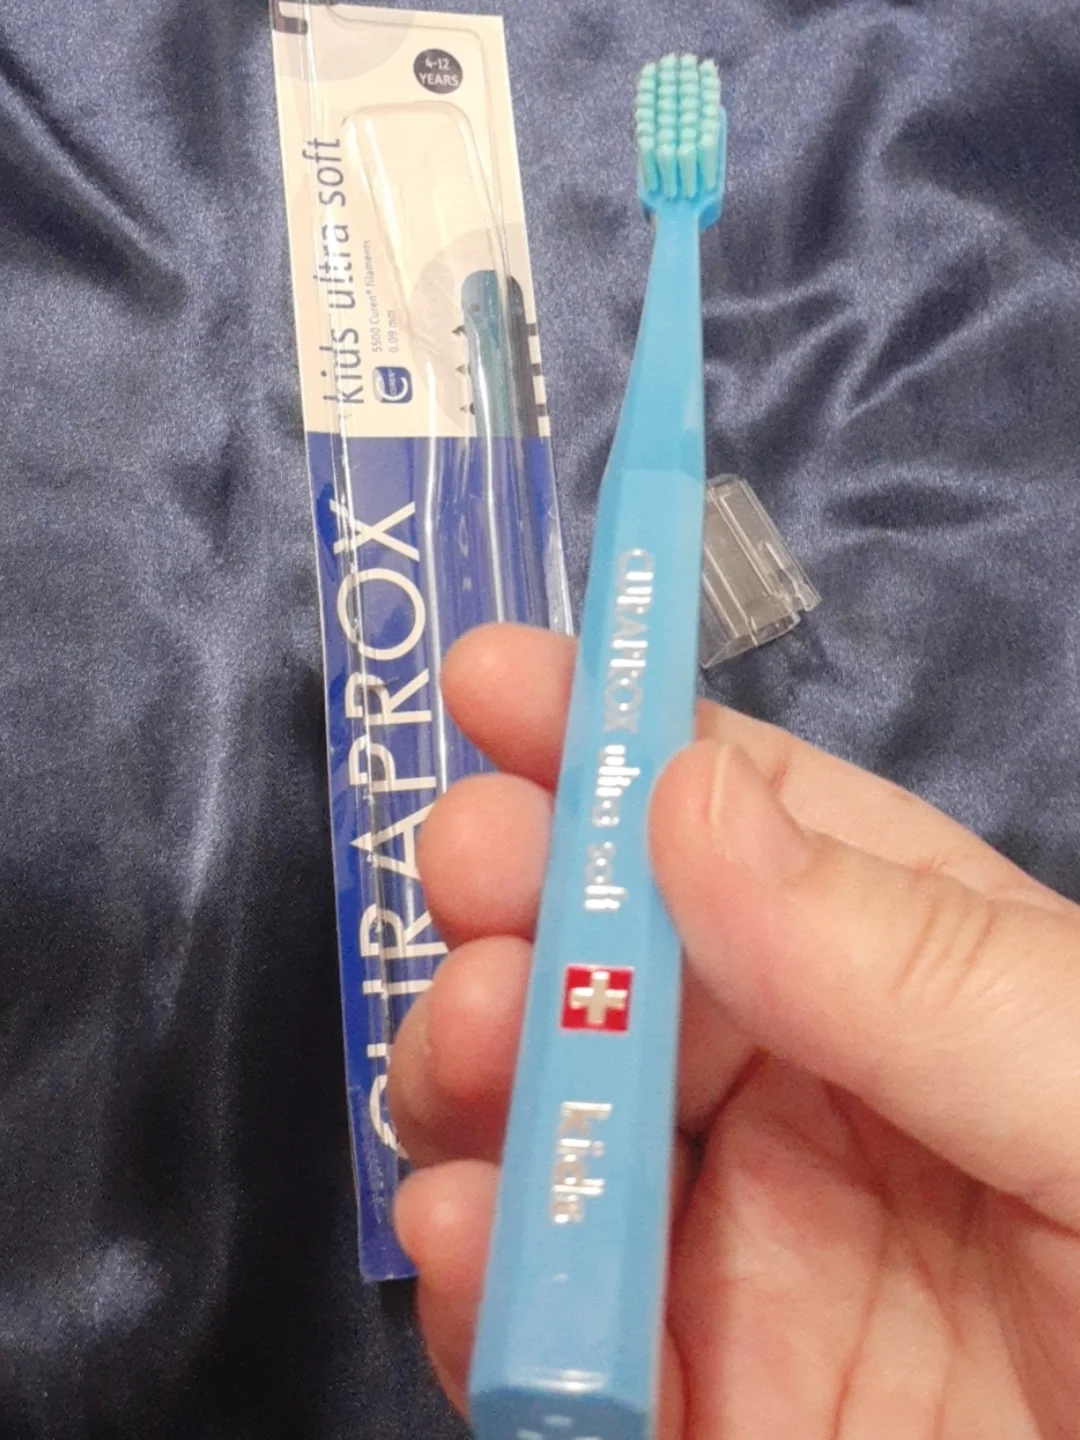 4-12
YEARS
kids ultra soft
5500 Curen® filaments
0.09 mm
CURAPROX
CURAPROX ultra soft
kids